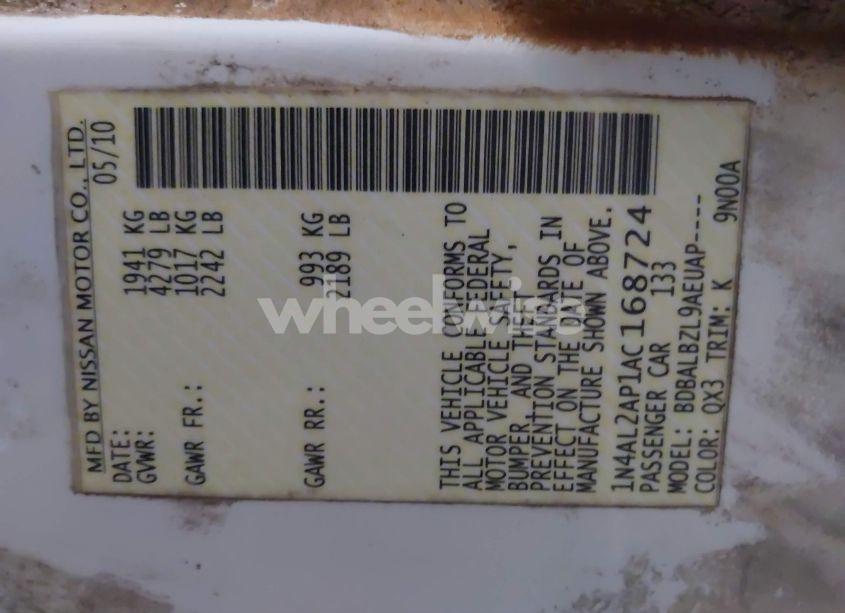 MFD BY NISSAN MOTOR CO., LTD.
DATE: 05/10
GVWR: 1941 KG
4279 LB
GAWR FR.: 1017 KG
2242 LB
GAWR RR.: 993 KG
2189 LB
THIS VEHICLE CONFORMS TO
ALL APPLICABLE FEDERAL
MOTOR VEHICLE SAFETY,
BUMPER, AND THEFT
PREVENTION STANDARDS IN
EFFECT ON THE DATE OF
MANUFACTURE SHOWN ABOVE.
1N4AL2AP1AC168724
PASSENGER CAR 133
MODEL: BDBALBZL9AEUAP----
COLOR: QX3 TRIM: K 9N00A
wheelwise